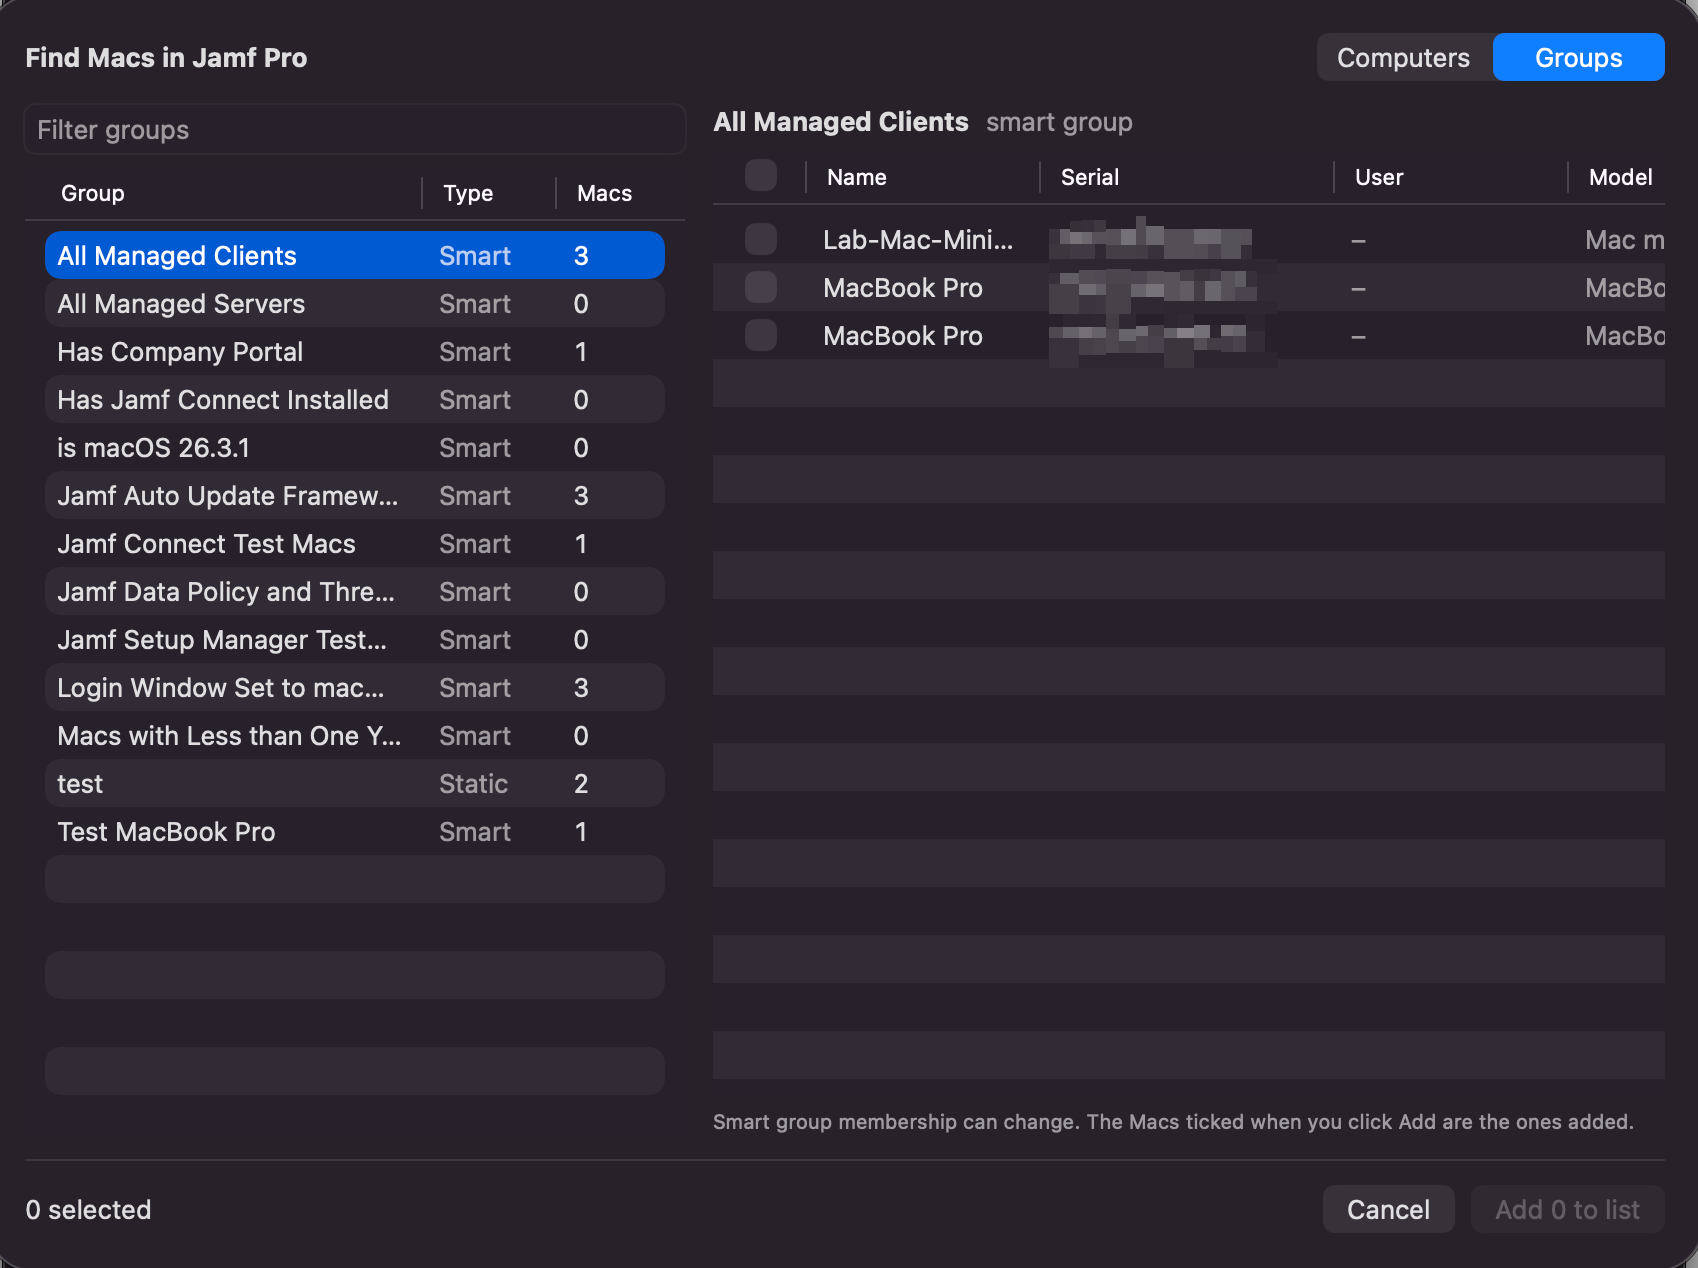 Find Macs in Jamf Pro
Computers
Groups
Filter groups
Group Type Macs
All Managed Clients Smart 3
All Managed Servers Smart 0
Has Company Portal Smart 1
Has Jamf Connect Installed Smart 0
is macOS 26.3.1 Smart 0
Jamf Auto Update Framew... Smart 3
Jamf Connect Test Macs Smart 1
Jamf Data Policy and Thre... Smart 0
Jamf Setup Manager Test... Smart 0
Login Window Set to mac... Smart 3
Macs with Less than One Y... Smart 0
test Static 2
Test MacBook Pro Smart 1
All Managed Clients smart group
Name Serial User Model
Lab-Mac-Mini... – Mac m
MacBook Pro – MacBo
MacBook Pro – MacBo
Smart group membership can change. The Macs ticked when you click Add are the ones added.
0 selected
Cancel
Add 0 to list